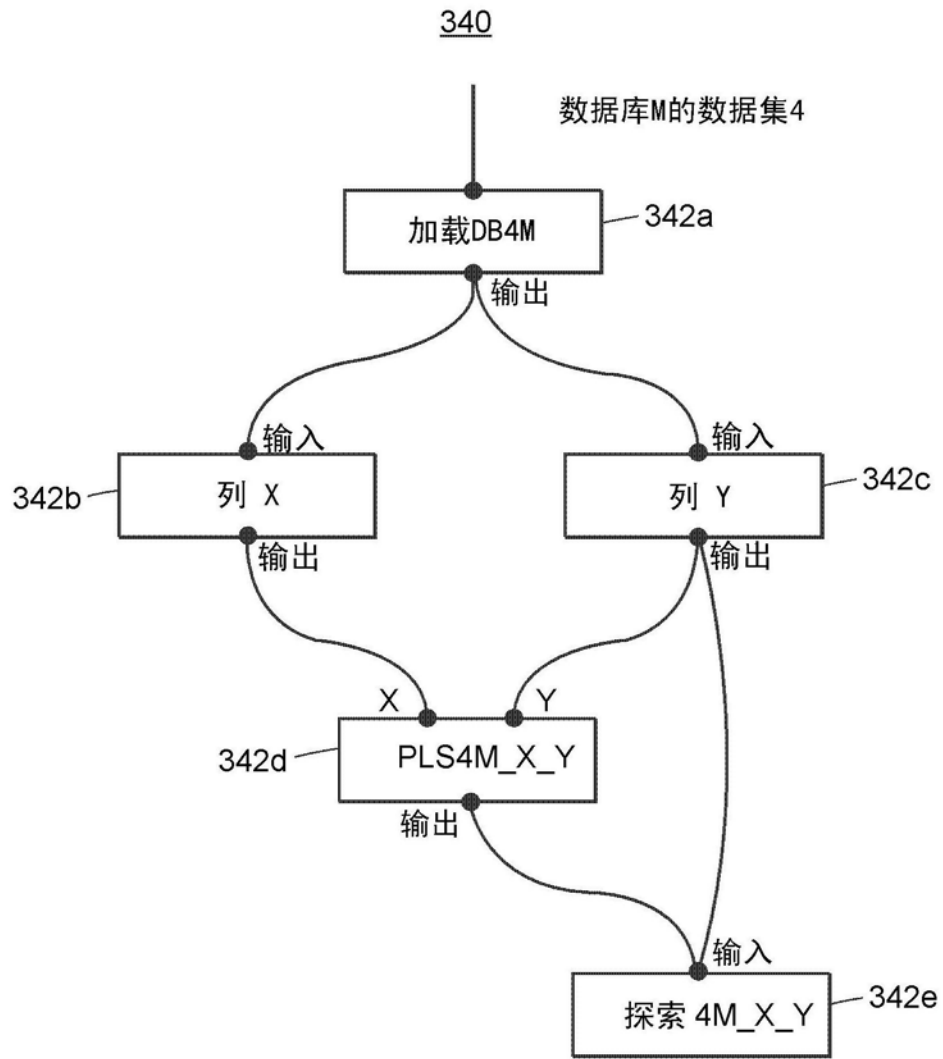 340
数据库M的数据集4
加载DB4M
342a
输出
输入
输入
342b
列 X
列 Y
342c
输出
输出
X
Y
342d
PLS4M_X_Y
输出
输入
探索 4M_X_Y
342e